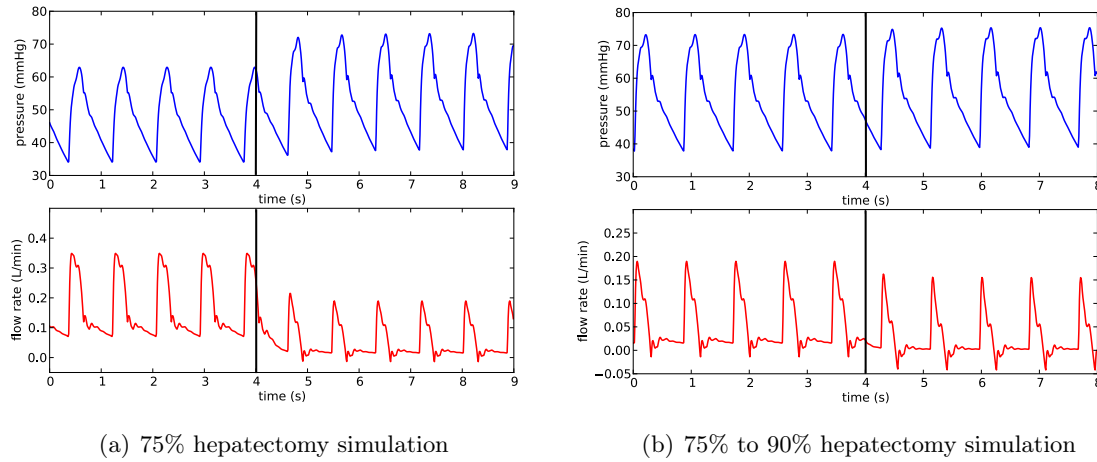 80
70
60
50
40
30
pressure (mmHg)
0 1 2 3 4 5 6 7 8 9
time (s)
0.4
0.3
0.2
0.1
0.0
flow rate (L/min)
0 1 2 3 4 5 6 7 8 9
time (s)
(a) 75% hepatectomy simulation
80
70
60
50
40
30
pressure (mmHg)
0 1 2 3 4 5 6 7 8
time (s)
0.25
0.20
0.15
0.10
0.05
0.00
−0.05
flow rate (L/min)
0 1 2 3 4 5 6 7 8
time (s)
(b) 75% to 90% hepatectomy simulation